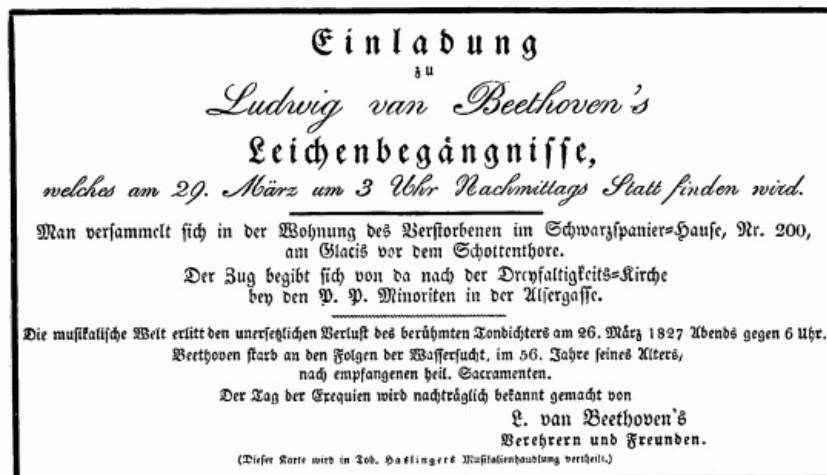 Einladung
zu
Ludwig van Beethoven's
Leichenbegängnisse,
welches am 29. März um 3 Uhr Nachmittags Statt finden wird.
Man versammelt sich in der Wohnung des Verstorbenen im Schwarzspanier=Hause, Nr. 200,
am Glacis vor dem Schottenthore.
Der Zug begibt sich von da nach der Dreyfaltigkeits=Kirche
bey den P. P. Minoriten in der Alsergasse.
Die musikalische Welt erlitt den unersetzlichen Verlust des berühmten Tondichters am 26. März 1827 Abends gegen 6 Uhr.
Beethoven starb an den Folgen der Wassersucht, im 56. Jahre seines Alters,
nach empfangenen heil. Sacramenten.
Der Tag der Exequien wird nachträglich bekannt gemacht von
L. van Beethoven's
Verehrern und Freunden.
(Dieser Karte wird in Tob. Haslingers Musikalienhandlung vertheilt.)